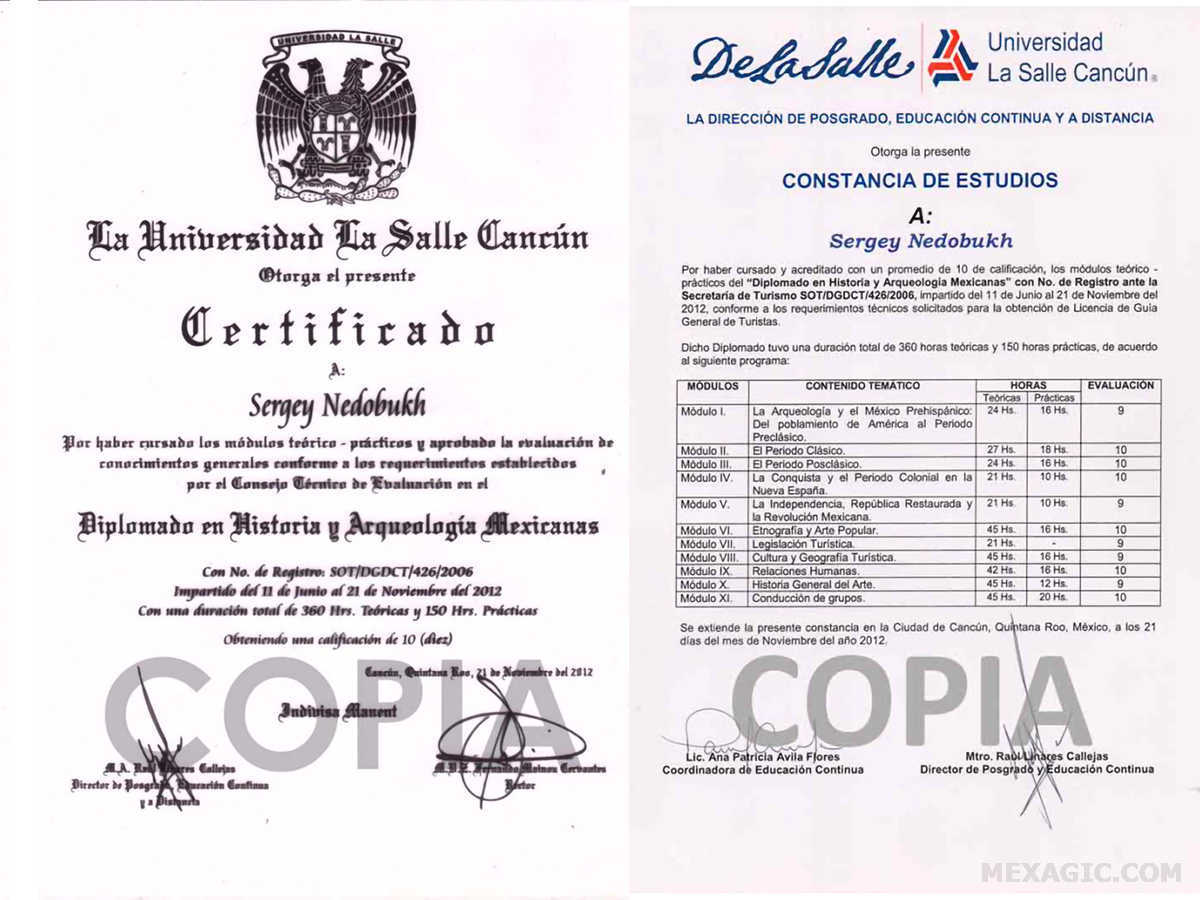 UNIVERSIDAD LA SALLE
La Universidad La Salle Cancún
Otorga el presente
Certificado
A:
Sergey Nedobukh
Por haber cursado los módulos teórico - prácticos y aprobado la evaluación de
conocimientos generales conforme a los requerimientos establecidos
por el Consejo Técnico de Evaluación en el
Diplomado en Historia y Arqueología Mexicanas
Con No. de Registro: SOT/DGDCT/426/2006
Impartido del 11 de Junio al 21 de Noviembre del 2012
Con una duración total de 360 Hrs. Teóricas y 150 Hrs. Prácticas
Obteniendo una calificación de 10 (diez)
Cancún, Quintana Roo, 21 de Noviembre del 2012
Indivisa Manent
COPIA
M.A. Raúl Linares Callejas
Director de Posgrado, Educación Continua
y a Distancia
Fernando Cervantes
Rector
De La Salle
Universidad
La Salle Cancún®
LA DIRECCIÓN DE POSGRADO, EDUCACIÓN CONTINUA Y A DISTANCIA
Otorga la presente
CONSTANCIA DE ESTUDIOS
A:
Sergey Nedobukh
Por haber cursado y acreditado con un promedio de 10 de calificación, los módulos teórico -
prácticos del "Diplomado en Historia y Arqueologia Mexicanas" con No. de Registro ante la
Secretaría de Turismo SOT/DGDCT/426/2006, impartido del 11 de Junio al 21 de Noviembre del
2012, conforme a los requerimientos técnicos solicitados para la obtención de Licencia de Guía
General de Turistas.
Dicho Diplomado tuvo una duración total de 360 horas teóricas y 150 horas prácticas, de acuerdo
al siguiente programa:
MÓDULOS CONTENIDO TEMÁTICO HORAS EVALUACIÓN
Teóricas Prácticas
Módulo I. La Arqueología y el México Prehispánico: 24 Hs. 16 Hs. 9
Del poblamiento de América al Periodo
Preclásico.
Módulo II. El Periodo Clásico. 27 Hs. 18 Hs. 10
Módulo III. El Periodo Posclásico. 24 Hs. 16 Hs. 10
Módulo IV. La Conquista y el Periodo Colonial en la 21 Hs. 10 Hs. 10
Nueva España.
Módulo V. La Independencia, República Restaurada y 21 Hs. 10 Hs. 9
la Revolución Mexicana.
Módulo VI. Etnografía y Arte Popular. 45 Hs. 16 Hs. 10
Módulo VII. Legislación Turística. 21 Hs. - 9
Módulo VIII. Cultura y Geografía Turística. 45 Hs. 16 Hs. 9
Módulo IX. Relaciones Humanas. 42 Hs. 16 Hs. 10
Módulo X. Historia General del Arte. 45 Hs. 12 Hs. 9
Módulo XI. Conducción de grupos. 45 Hs. 20 Hs. 10
Se extiende la presente constancia en la Ciudad de Cancún, Quintana Roo, México, a los 21
días del mes de Noviembre del año 2012.
COPIA
Lic. Ana Patricia Avila Flores
Coordinadora de Educación Continua
Mtro. Raúl Linares Callejas
Director de Posgrado y Educación Continua
MEXAGIC.COM